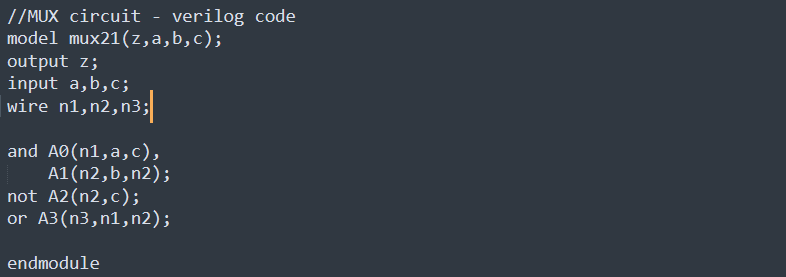 //MUX circuit - verilog code
model mux21(z,a,b,c);
output z;
input a,b,c;
wire n1,n2,n3;
and A0(n1,a,c),
A1(n2,b,n2);
not A2(n2,c);
or A3(n3,n1,n2);
endmodule